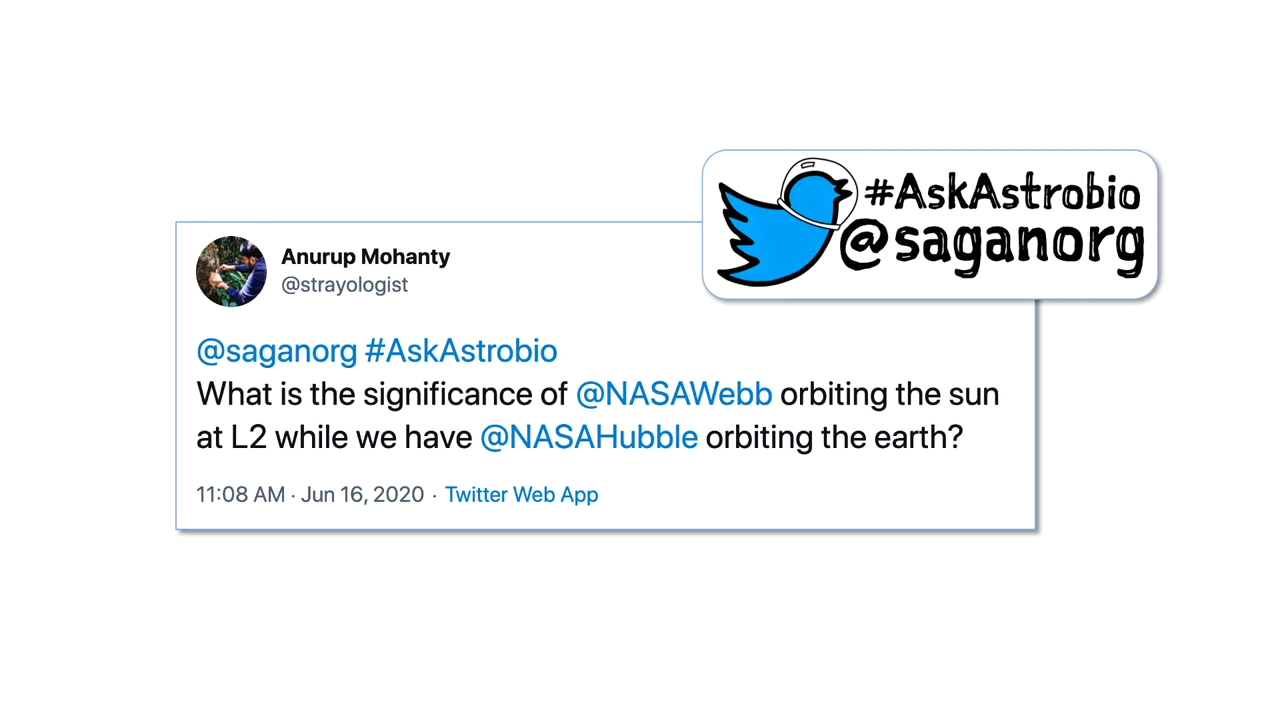 #AskAstrobio
@saganorg
Anurup Mohanty
@strayologist
@saganorg #AskAstrobio
What is the significance of @NASAWebb orbiting the sun
at L2 while we have @NASAHubble orbiting the earth?
11:08 AM · Jun 16, 2020 · Twitter Web App